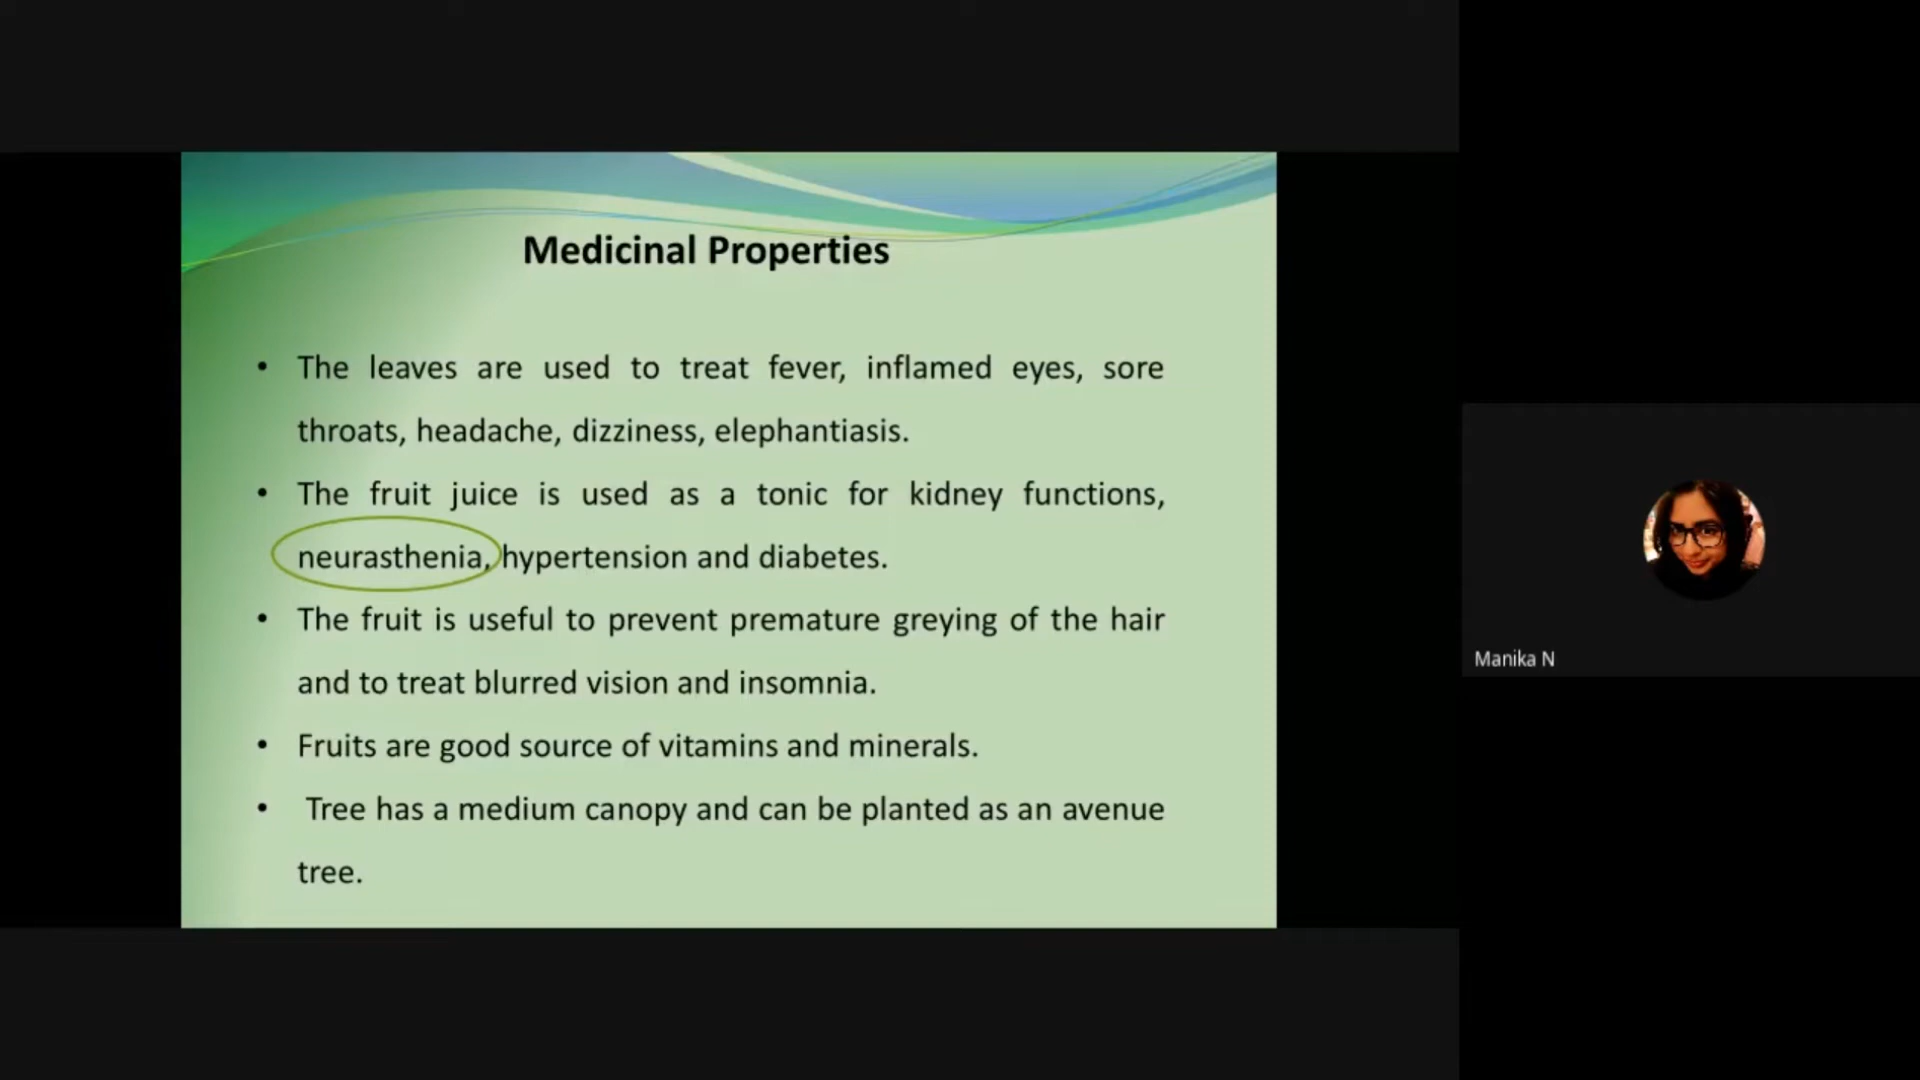 Medicinal Properties
• The leaves are used to treat fever, inflamed eyes, sore
throats, headache, dizziness, elephantiasis.
• The fruit juice is used as a tonic for kidney functions,
neurasthenia, hypertension and diabetes.
• The fruit is useful to prevent premature greying of the hair
and to treat blurred vision and insomnia.
• Fruits are good source of vitamins and minerals.
• Tree has a medium canopy and can be planted as an avenue
tree.
Manika N